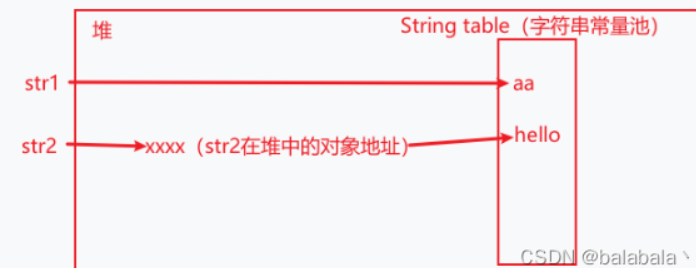 堆
String table（字符串常量池）
str1
aa
str2
xxxx（str2在堆中的对象地址）
hello
CSDN @balabala丶